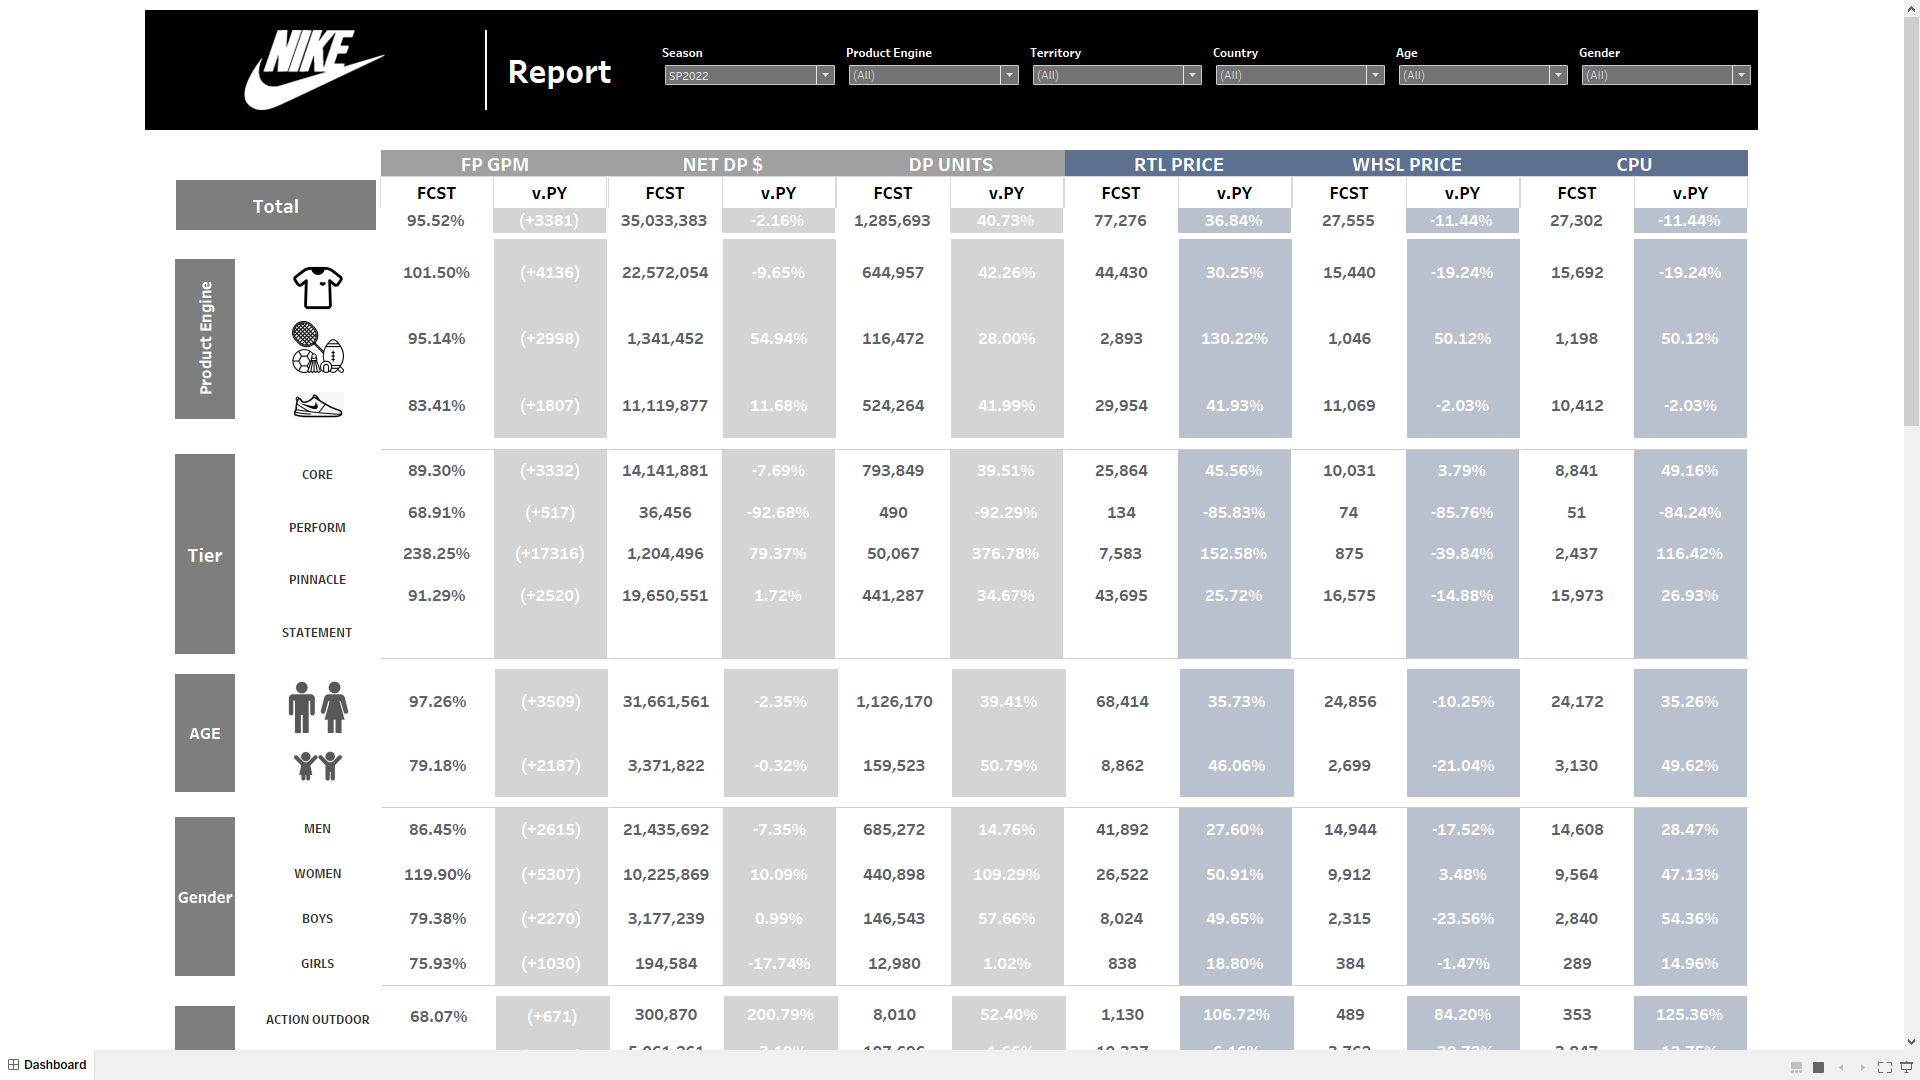 NIKE
Report
Season Product Engine Territory Country Age Gender
SP2022 (All) (All) (All) (All) (All)
FP GPM NET DP $ DP UNITS RTL PRICE WHSL PRICE CPU
Total
FCST v.PY FCST v.PY FCST v.PY FCST v.PY FCST v.PY FCST v.PY
95.52% (+3381) 35,033,383 -2.16% 1,285,693 40.73% 77,276 36.84% 27,555 -11.44% 27,302 -11.44%
Product Engine
101.50% (+4136) 22,572,054 -9.65% 644,957 42.26% 44,430 30.25% 15,440 -19.24% 15,692 -19.24%
95.14% (+2998) 1,341,452 54.94% 116,472 28.00% 2,893 130.22% 1,046 50.12% 1,198 50.12%
83.41% (+1807) 11,119,877 11.68% 524,264 41.99% 29,954 41.93% 11,069 -2.03% 10,412 -2.03%
Tier
CORE 89.30% (+3332) 14,141,881 -7.69% 793,849 39.51% 25,864 45.56% 10,031 3.79% 8,841 49.16%
PERFORM 68.91% (+517) 36,456 -92.68% 490 -92.29% 134 -85.83% 74 -85.76% 51 -84.24%
PINNACLE 238.25% (+17316) 1,204,496 79.37% 50,067 376.78% 7,583 152.58% 875 -39.84% 2,437 116.42%
STATEMENT 91.29% (+2520) 19,650,551 1.72% 441,287 34.67% 43,695 25.72% 16,575 -14.88% 15,973 26.93%
AGE
97.26% (+3509) 31,661,561 -2.35% 1,126,170 39.41% 68,414 35.73% 24,856 -10.25% 24,172 35.26%
79.18% (+2187) 3,371,822 -0.32% 159,523 50.79% 8,862 46.06% 2,699 -21.04% 3,130 49.62%
Gender
MEN 86.45% (+2615) 21,435,692 -7.35% 685,272 14.76% 41,892 27.60% 14,944 -17.52% 14,608 28.47%
WOMEN 119.90% (+5307) 10,225,869 10.09% 440,898 109.29% 26,522 50.91% 9,912 3.48% 9,564 47.13%
BOYS 79.38% (+2270) 3,177,239 0.99% 146,543 57.66% 8,024 49.65% 2,315 -23.56% 2,840 54.36%
GIRLS 75.93% (+1030) 194,584 -17.74% 12,980 1.02% 838 18.80% 384 -1.47% 289 14.96%
ACTION OUTDOOR 68.07% (+671) 300,870 200.79% 8,010 52.40% 1,130 106.72% 489 84.20% 353 125.36%
Dashboard